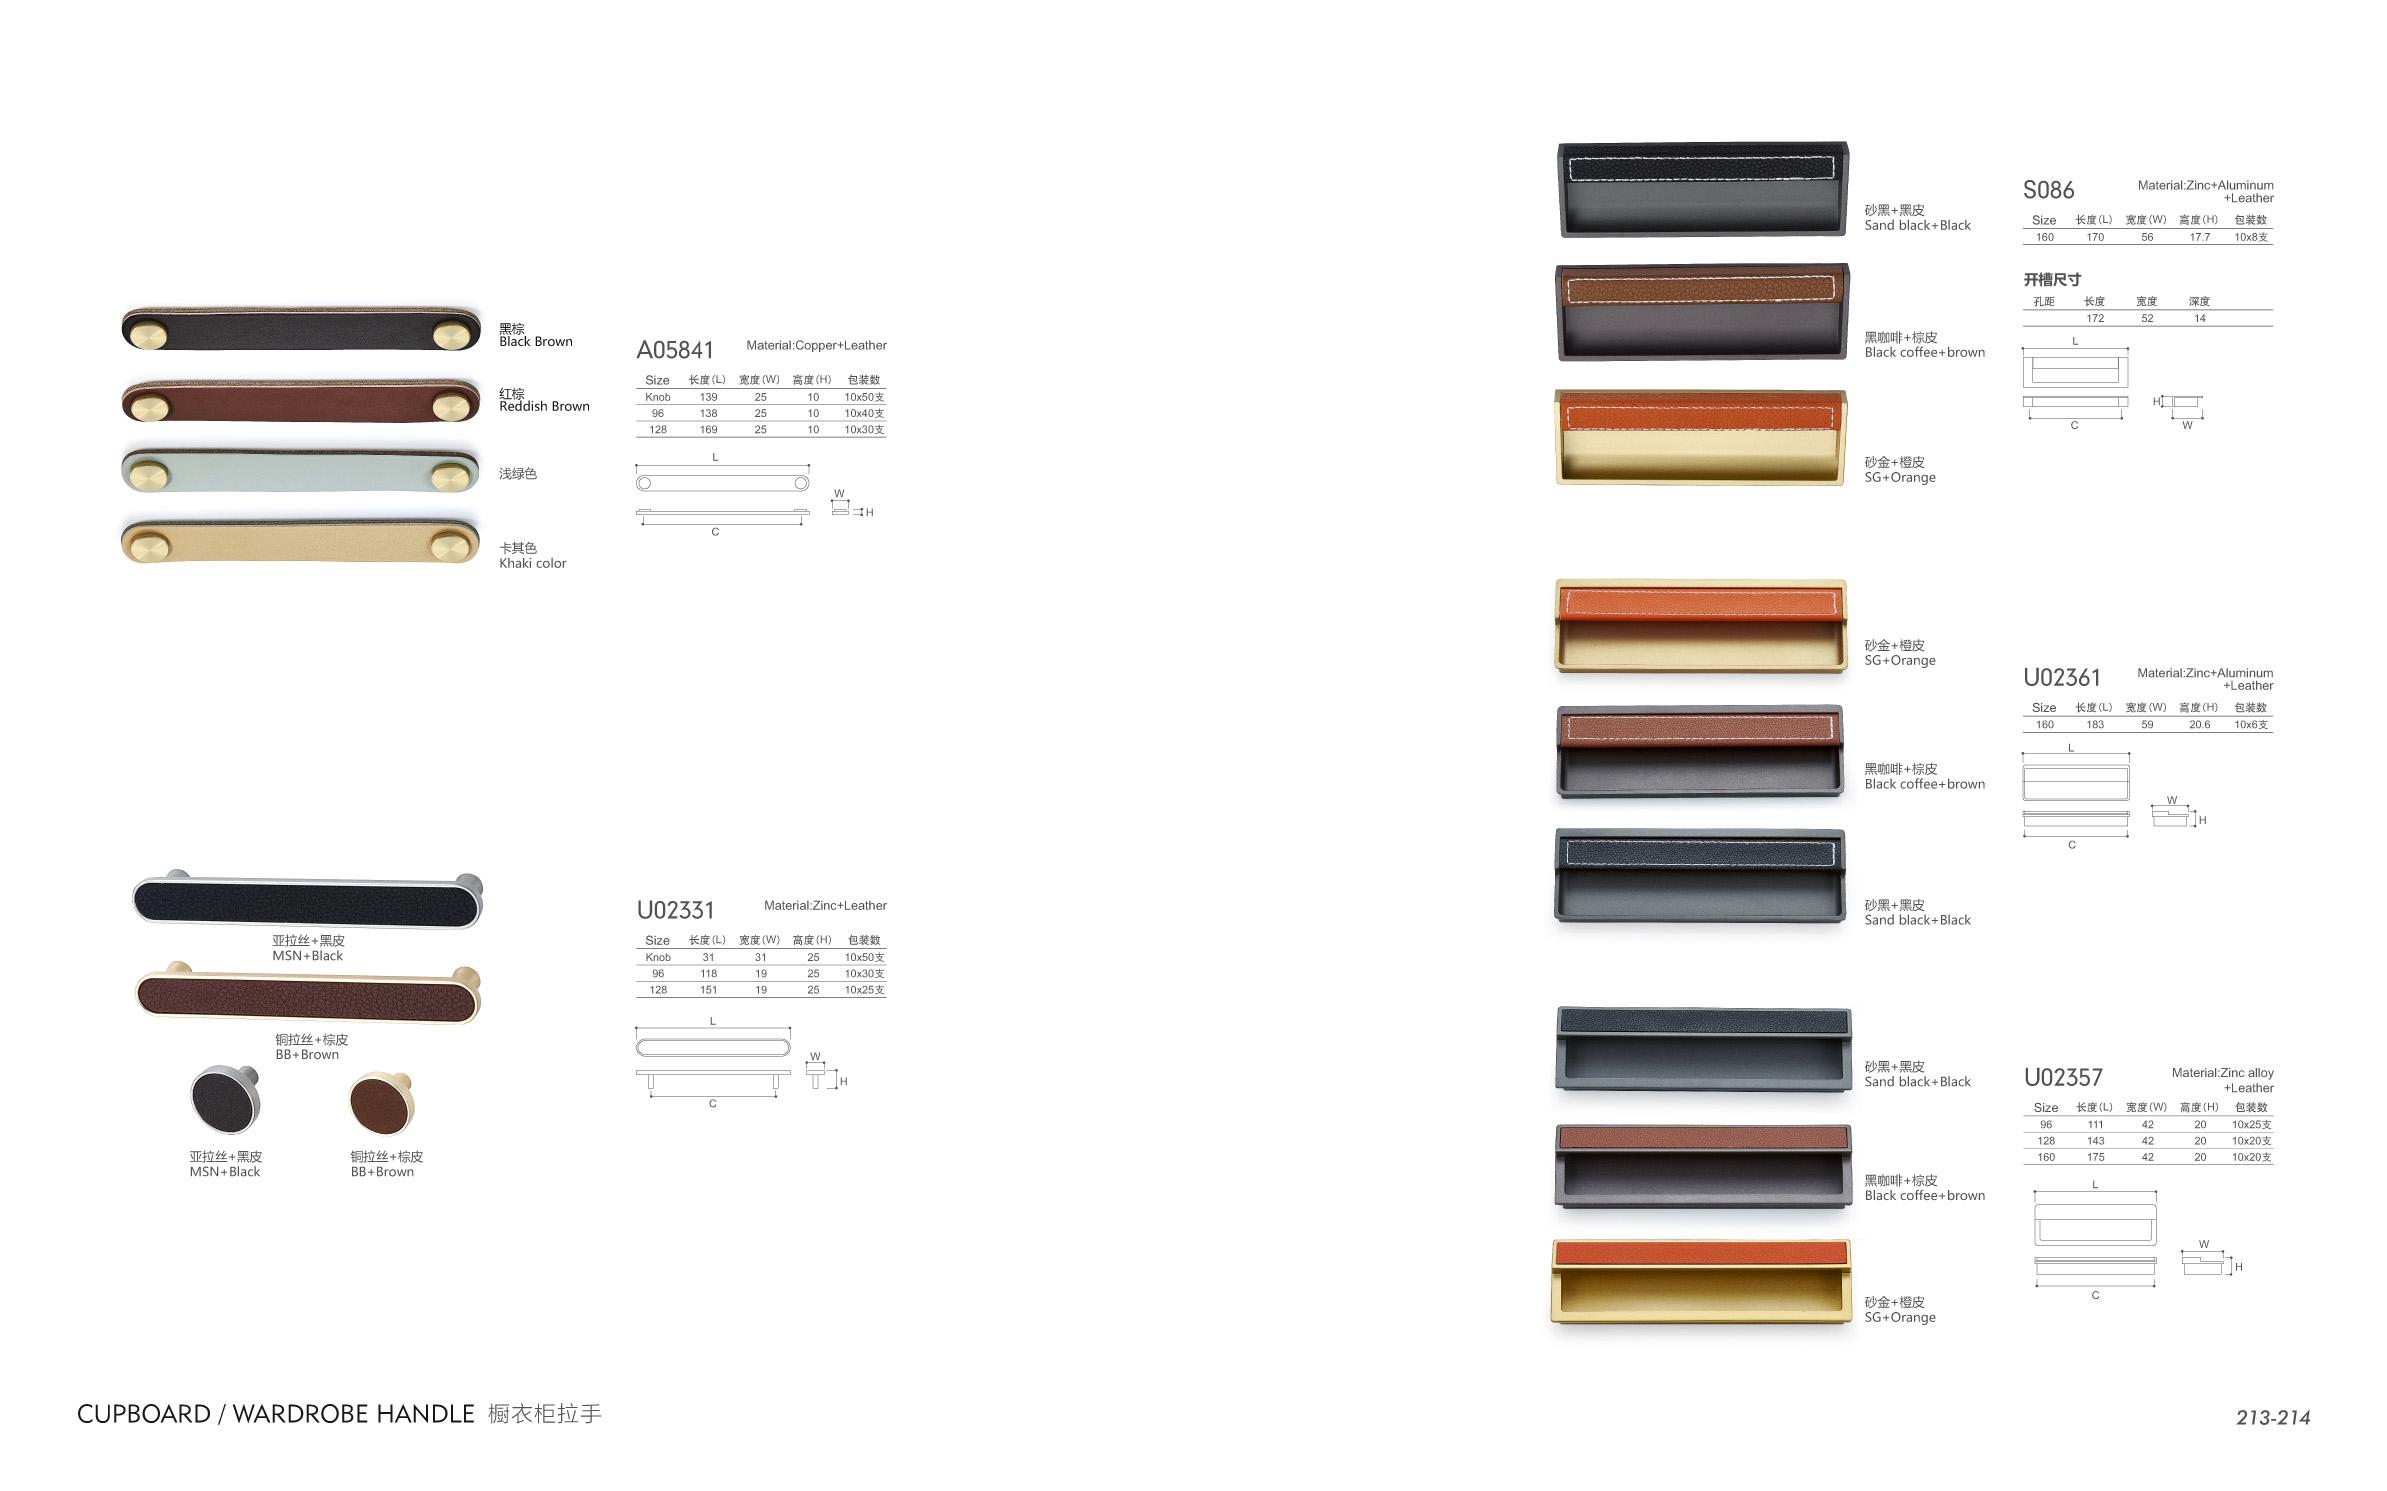 黑棕
Black Brown
红棕
Reddish Brown
浅绿色
卡其色
Khaki color
A05841 Material:Copper+Leather
Size 长度(L) 宽度(W) 高度(H) 包装数
Knob 139 25 10 10x50支
96 138 25 10 10x40支
128 169 25 10 10x30支
L
W
H
C
亚拉丝+黑皮
MSN+Black
铜拉丝+棕皮
BB+Brown
亚拉丝+黑皮
MSN+Black
铜拉丝+棕皮
BB+Brown
U02331 Material:Zinc+Leather
Size 长度(L) 宽度(W) 高度(H) 包装数
Knob 31 31 25 10x50支
96 118 19 25 10x30支
128 151 19 25 10x25支
L
W
H
C
砂黑+黑皮
Sand black+Black
黑咖啡+棕皮
Black coffee+brown
砂金+橙皮
SG+Orange
S086 Material:Zinc+Aluminum
+Leather
Size 长度(L) 宽度(W) 高度(H) 包装数
160 170 56 17.7 10x8支
开槽尺寸
孔距 长度 宽度 深度
172 52 14
L
H
C
W
砂金+橙皮
SG+Orange
黑咖啡+棕皮
Black coffee+brown
砂黑+黑皮
Sand black+Black
U02361 Material:Zinc+Aluminum
+Leather
Size 长度(L) 宽度(W) 高度(H) 包装数
160 183 59 20.6 10x6支
L
W
H
C
砂黑+黑皮
Sand black+Black
黑咖啡+棕皮
Black coffee+brown
砂金+橙皮
SG+Orange
U02357 Material:Zinc alloy
+Leather
Size 长度(L) 宽度(W) 高度(H) 包装数
96 111 42 20 10x25支
128 143 42 20 10x20支
160 175 42 20 10x20支
L
W
H
C
CUPBOARD / WARDROBE HANDLE 橱衣柜拉手
213-214